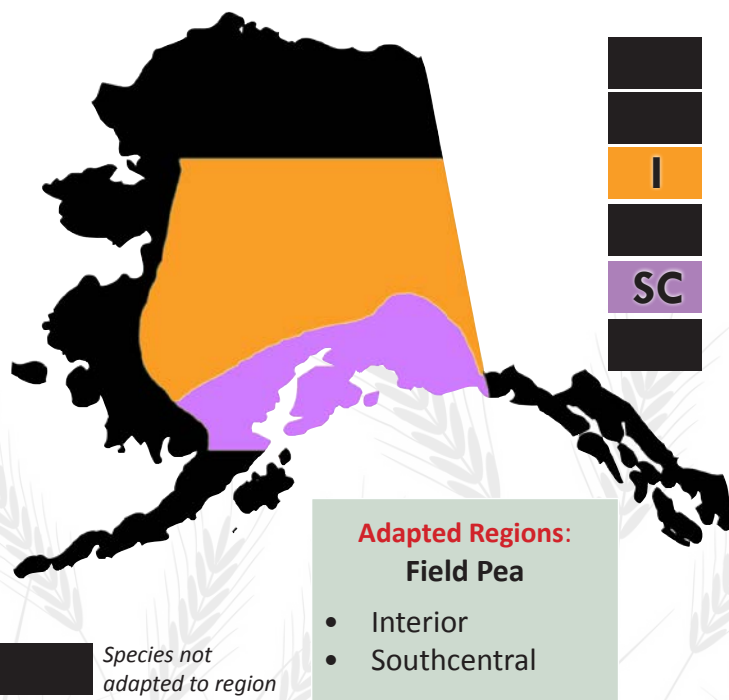 I
SC
Adapted Regions:
Field Pea
• Interior
• Southcentral
Species not
adapted to region